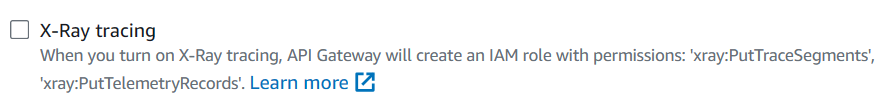 X-Ray tracing
When you turn on X-Ray tracing, API Gateway will create an IAM role with permissions: 'xray:PutTraceSegments',
'xray:PutTelemetryRecords'. Learn more